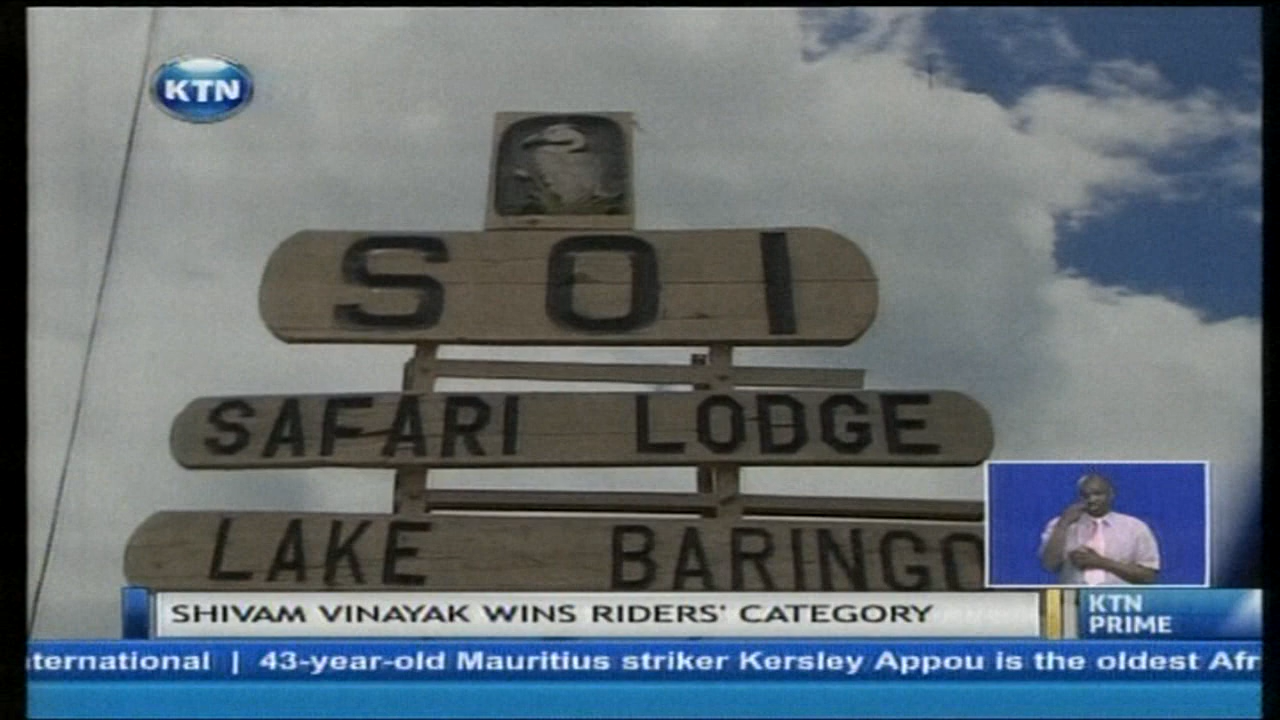 KTN
SOI
SAFARI LODGE
LAKE BARINGO
SHIVAM VINAYAK WINS RIDERS' CATEGORY
KTN
PRIME
ternational | 43-year-old Mauritius striker Kersley Appou is the oldest Afr